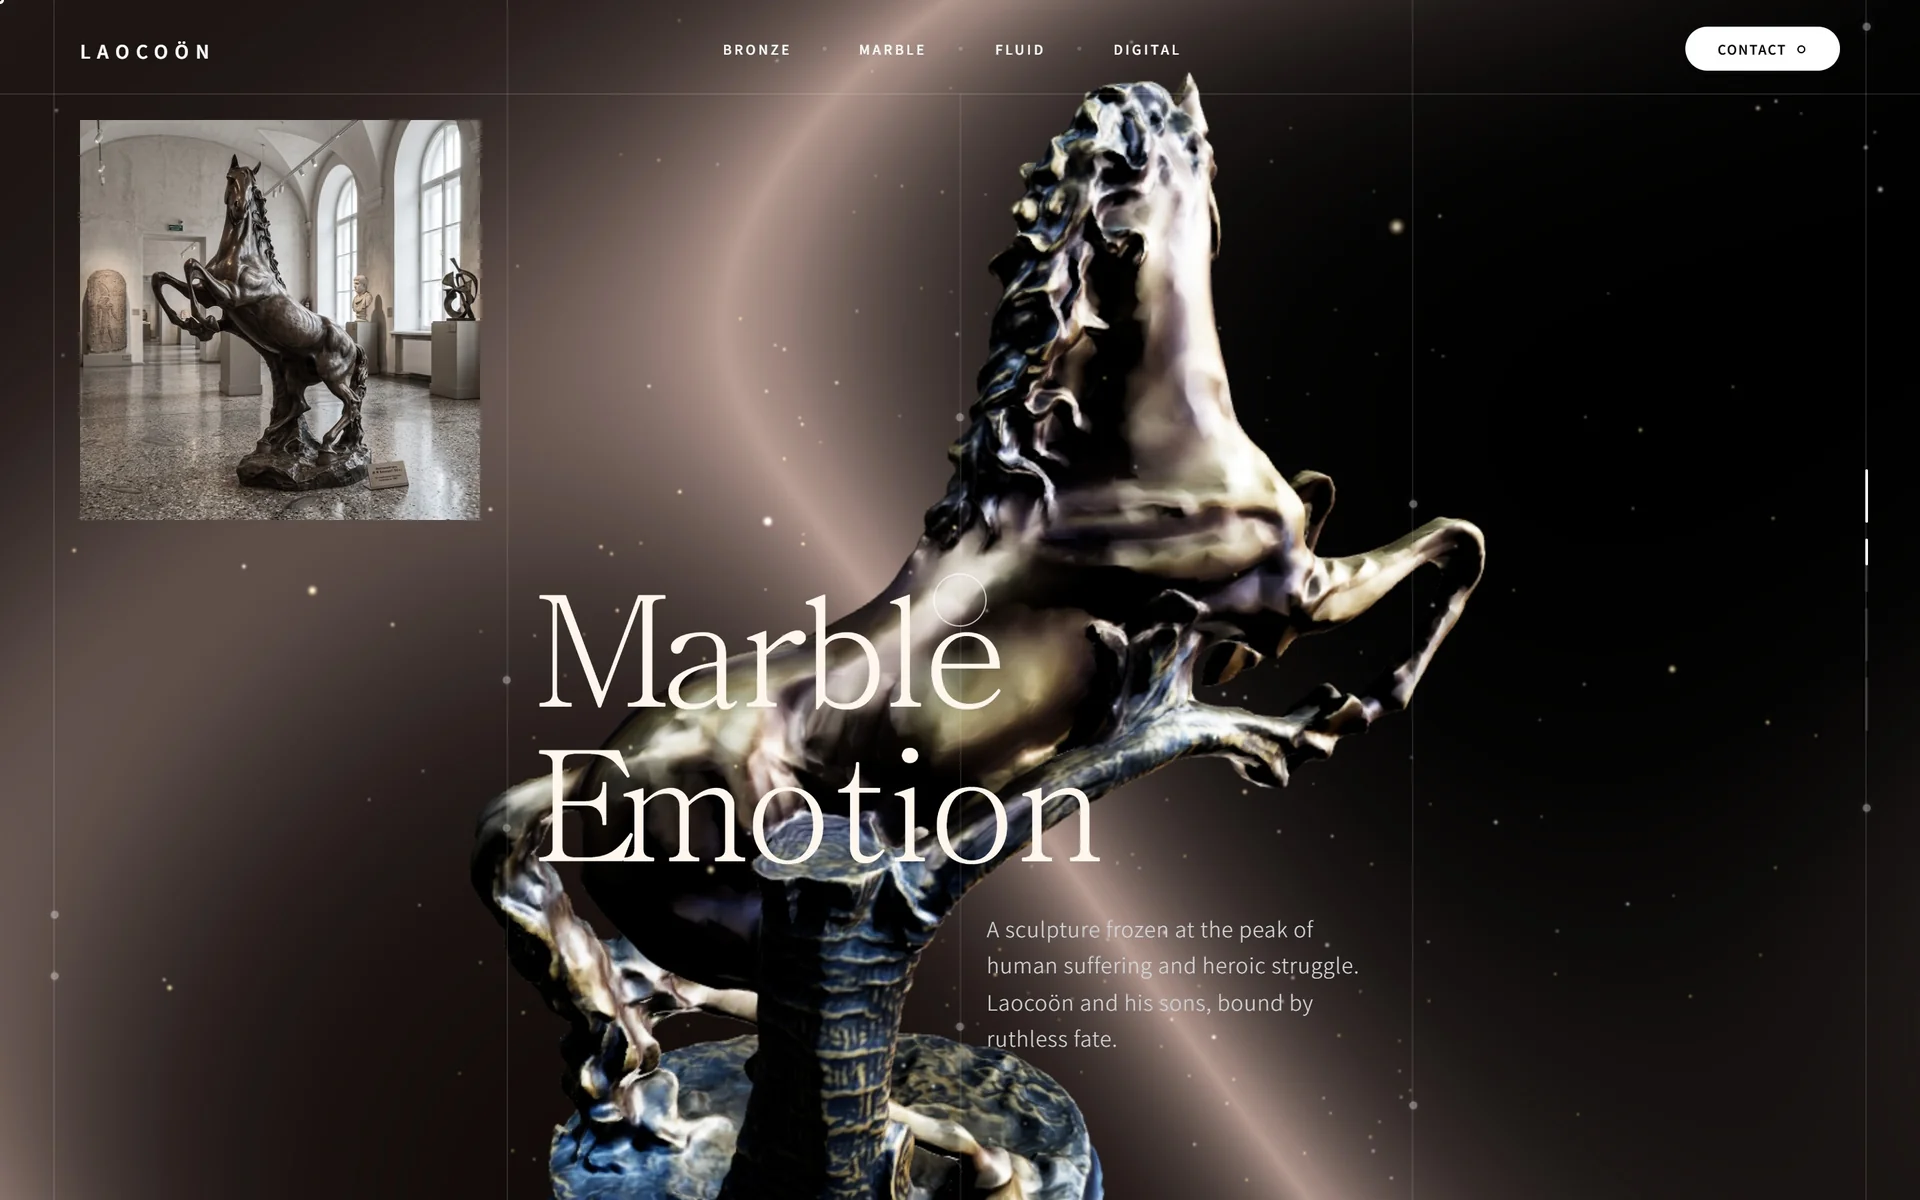 LAOCOÖN
BRONZE
MARBLE
FLUID
DIGITAL
CONTACT
Marble
Emotion
A sculpture frozen at the peak of
human suffering and heroic struggle.
Laocoön and his sons, bound by
ruthless fate.